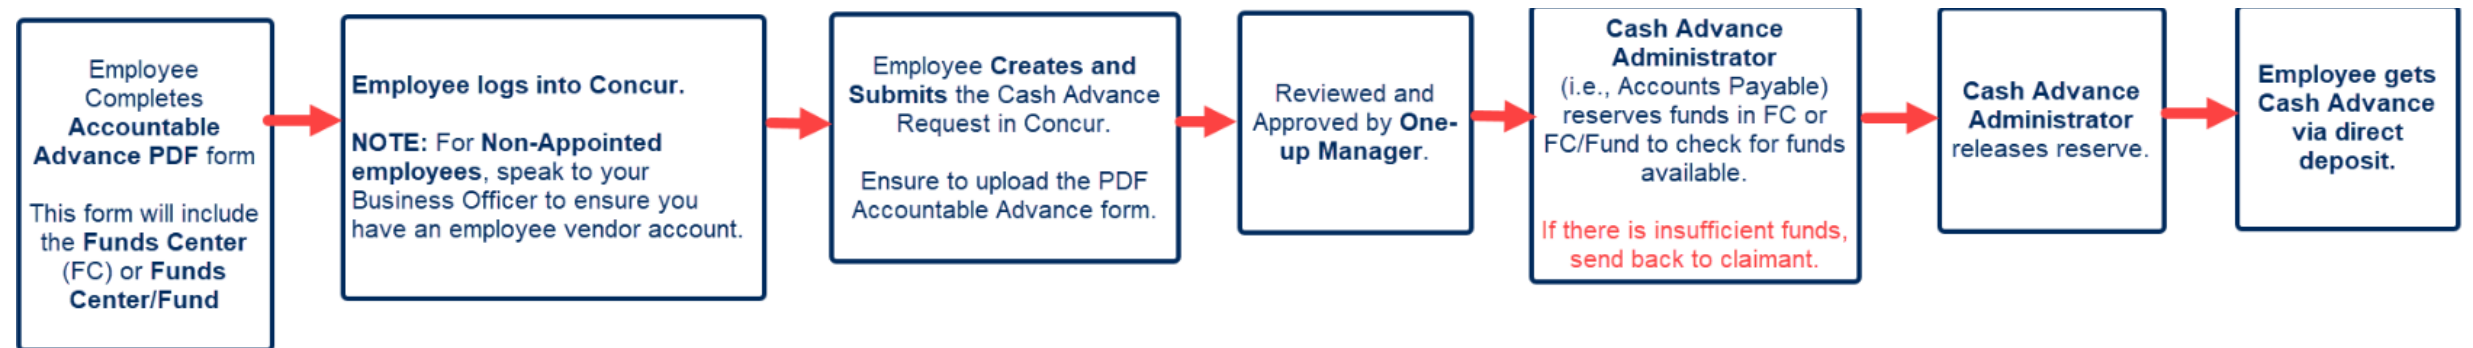 Employee
Completes
Accountable
Advance PDF form
This form will include
the Funds Center
(FC) or Funds
Center/Fund
Employee logs into Concur.
NOTE: For Non-Appointed
employees, speak to your
Business Officer to ensure you
have an employee vendor account.
Employee Creates and
Submits the Cash Advance
Request in Concur.
Ensure to upload the PDF
Accountable Advance form.
Reviewed and
Approved by One-
up Manager.
Cash Advance
Administrator
(i.e., Accounts Payable)
reserves funds in FC or
FC/Fund to check for funds
available.
If there is insufficient funds,
send back to claimant.
Cash Advance
Administrator
releases reserve.
Employee gets
Cash Advance
via direct
deposit.